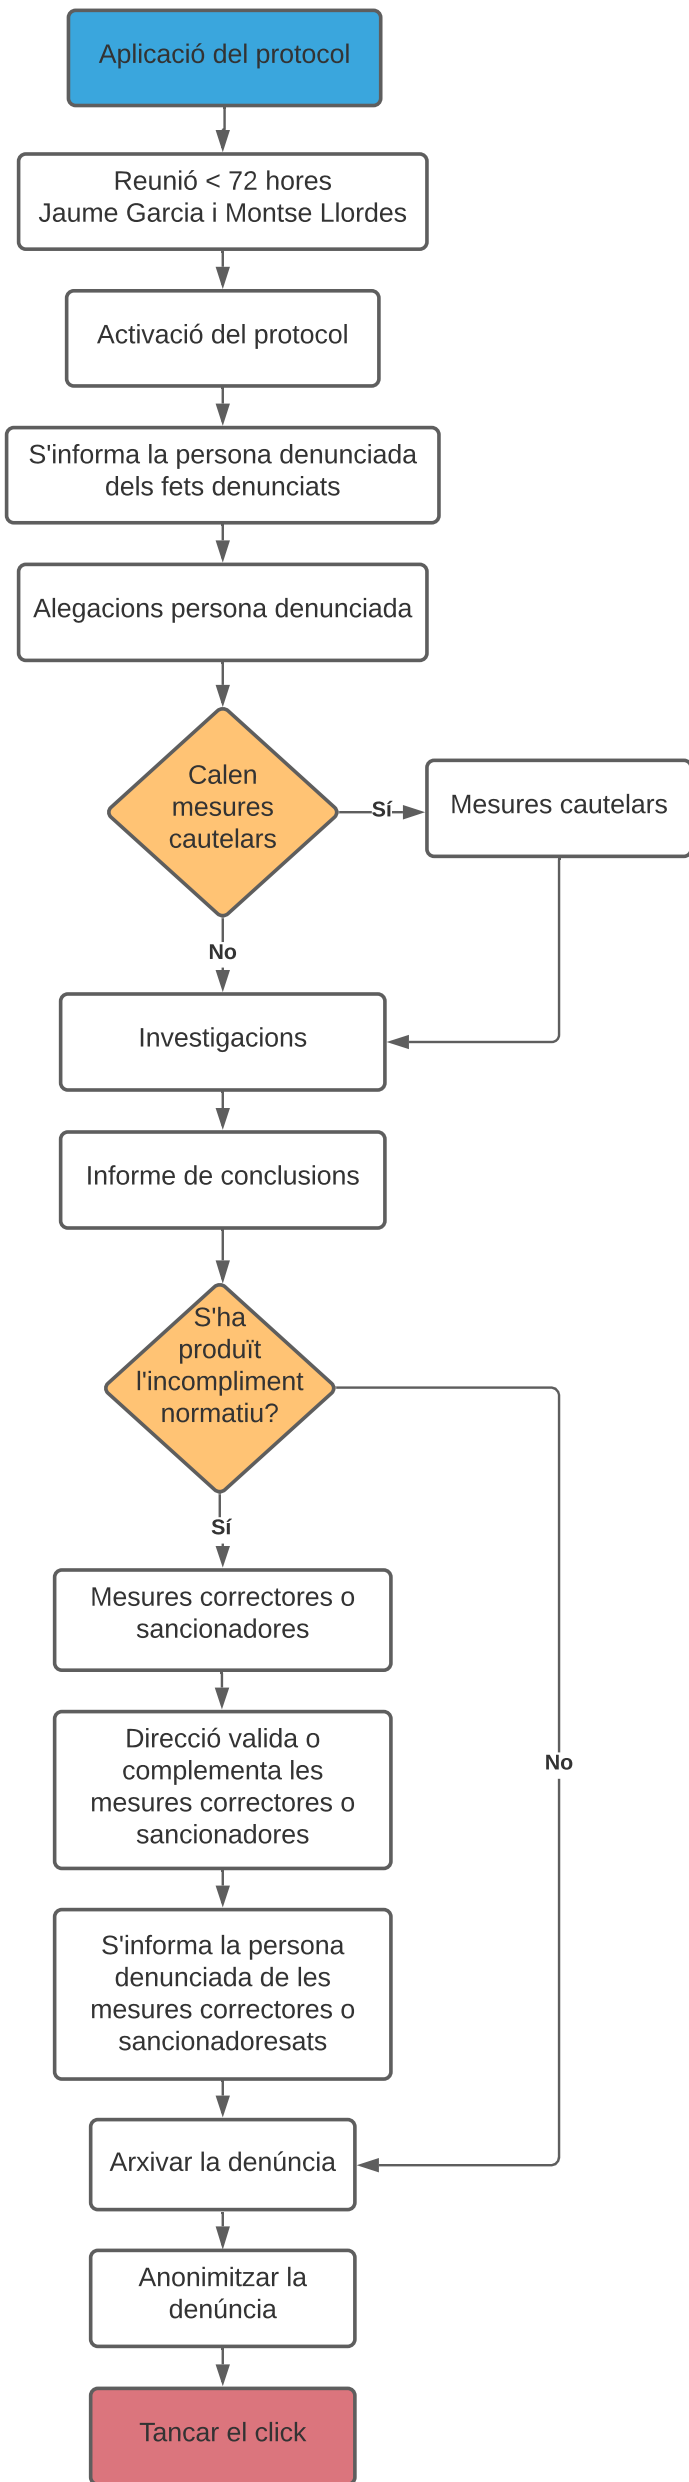 Aplicació del protocol
Reunió < 72 hores
Jaume Garcia i Montse Llordes
Activació del protocol
S'informa la persona denunciada
dels fets denunciats
Alegacions persona denunciada
Calen
mesures
cautelars
Sí
Mesures cautelars
No
Investigacions
Informe de conclusions
S'ha
produït
l'incompliment
normatiu?
Sí
Mesures correctores o
sancionadores
Direcció valida o
complementa les
mesures correctores o
sancionadores
No
S'informa la persona
denunciada de les
mesures correctores o
sancionadoresats
Arxivar la denúncia
Anonimitzar la
denúncia
Tancar el click